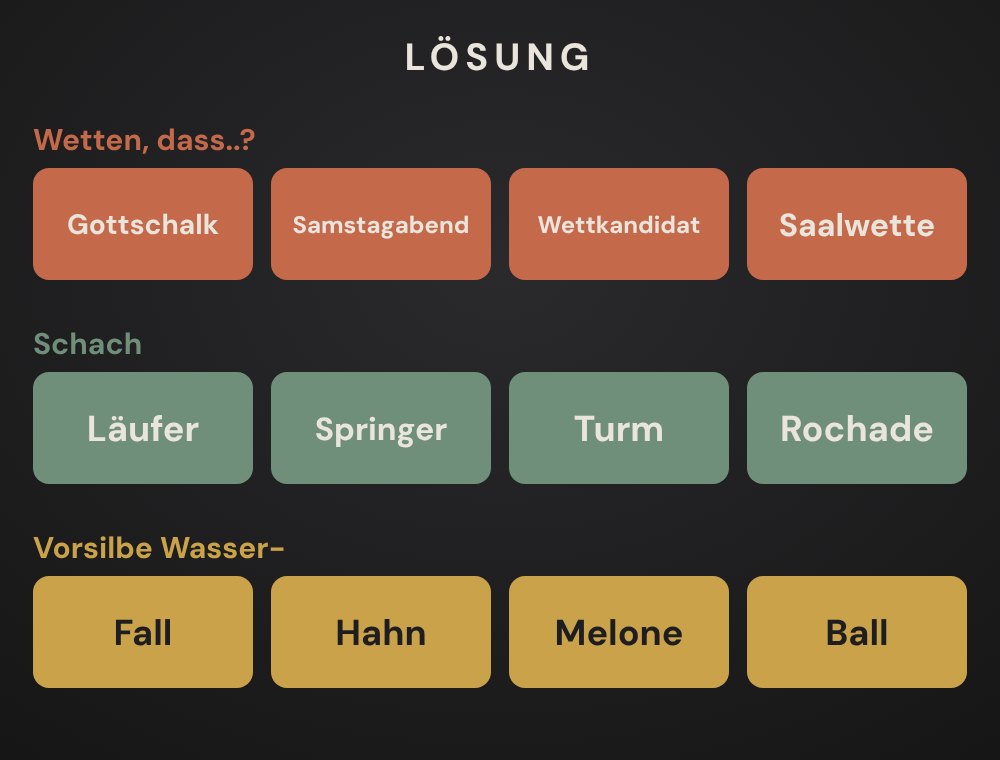 LÖSUNG
Wetten, dass..?
Gottschalk Samstagabend Wettkandidat Saalwette
Schach
Läufer Springer Turm Rochade
Vorsilbe Wasser-
Fall Hahn Melone Ball